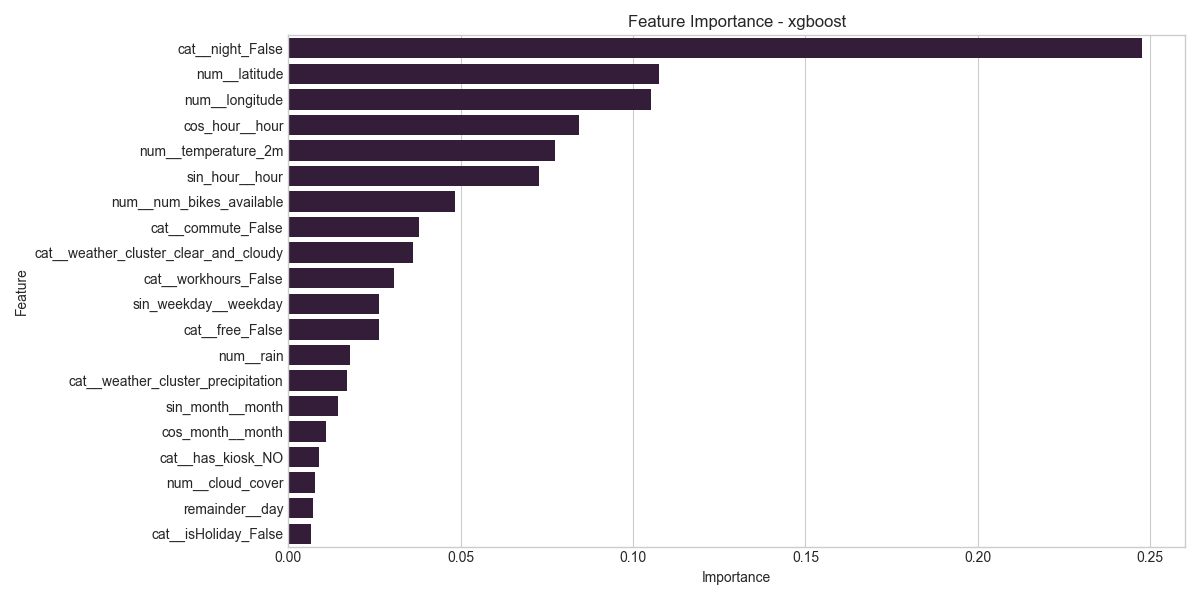 Feature Importance - xgboost
cat__night_False
num__latitude
num__longitude
cos_hour__hour
num__temperature_2m
sin_hour__hour
num__num_bikes_available
cat__commute_False
cat__weather_cluster_clear_and_cloudy
cat__workhours_False
sin_weekday__weekday
cat__free_False
num__rain
cat__weather_cluster_precipitation
sin_month__month
cos_month__month
cat__has_kiosk_NO
num__cloud_cover
remainder__day
cat__isHoliday_False
Feature
0.00 0.05 0.10 0.15 0.20 0.25
Importance